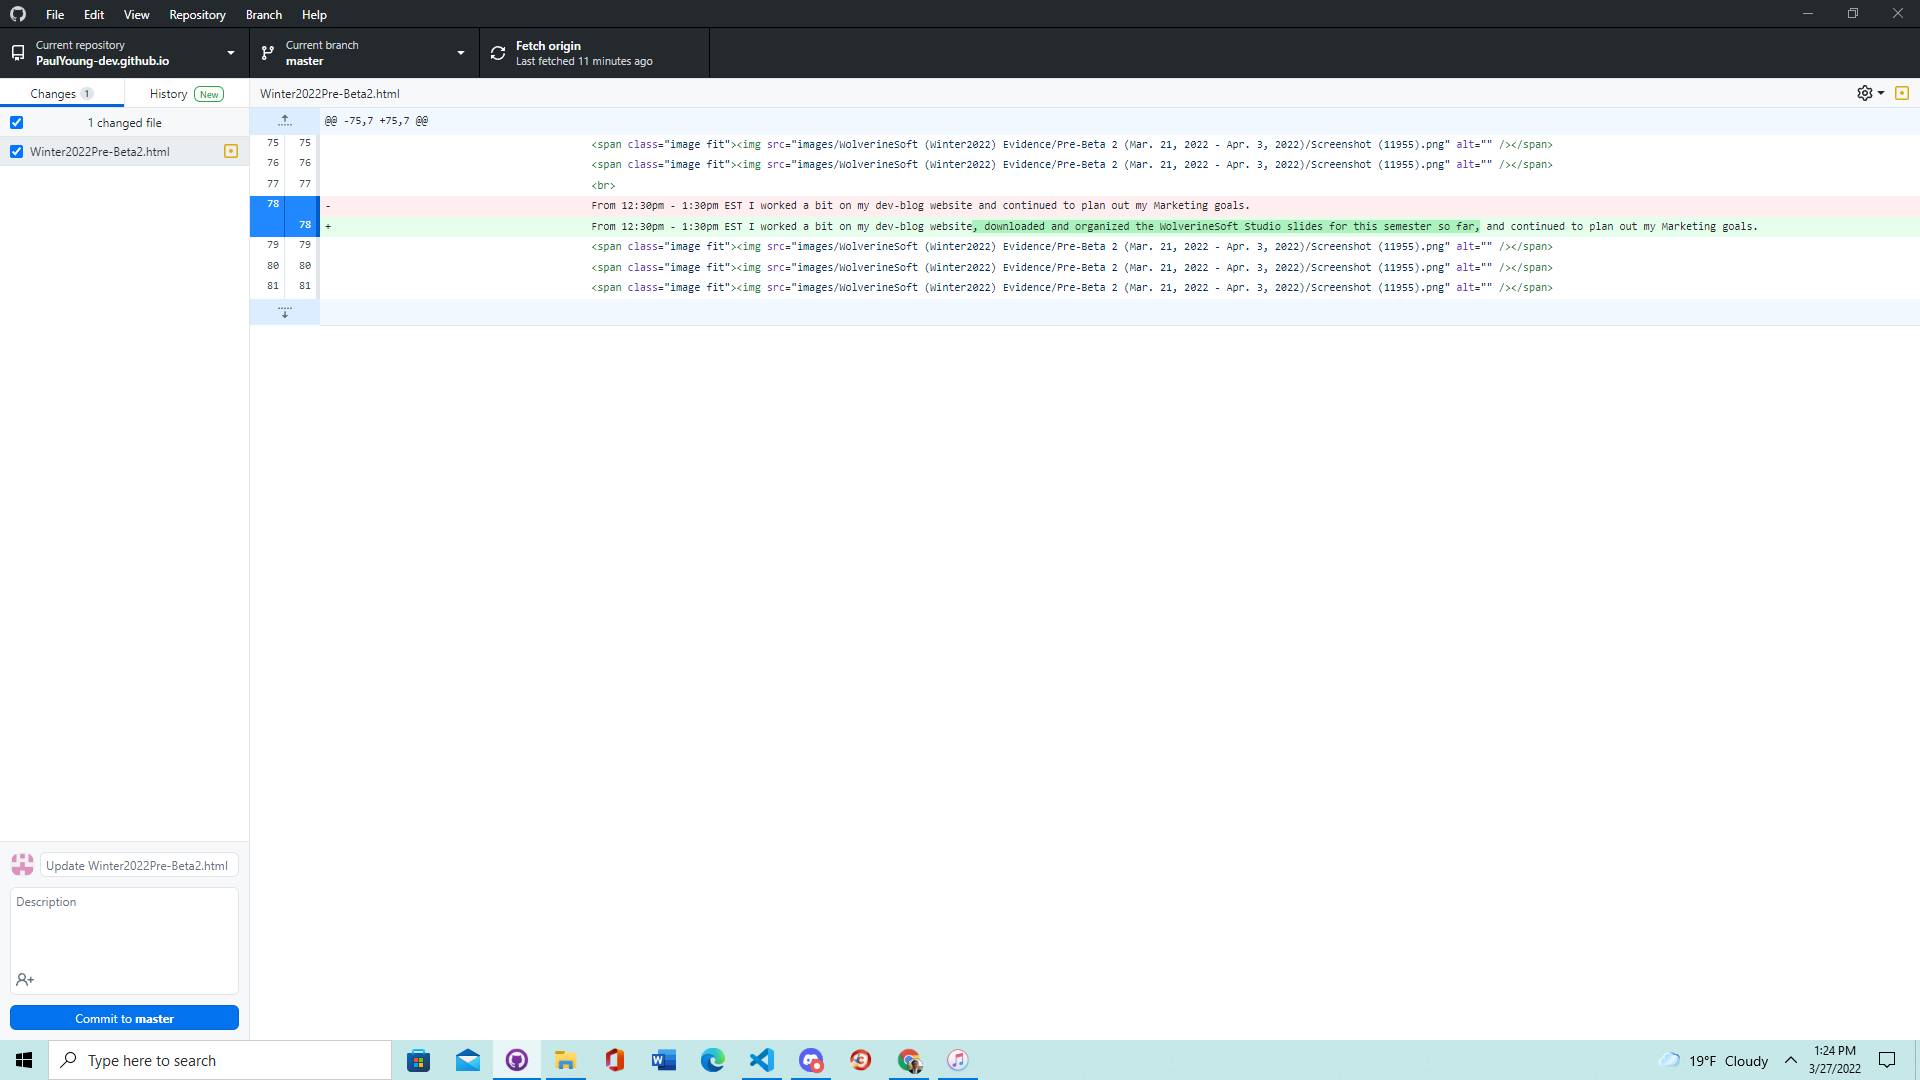 File Edit View Repository Branch Help
Current repository
PaulYoung-dev.github.io
Current branch
master
Fetch origin
Last fetched 11 minutes ago
Changes 1 History New
Winter2022Pre-Beta2.html
1 changed file
Winter2022Pre-Beta2.html
@@ -75,7 +75,7 @@
75 75 <span class="image fit"><img src="images/WolverineSoft (Winter2022) Evidence/Pre-Beta 2 (Mar. 21, 2022 - Apr. 3, 2022)/Screenshot (11955).png" alt="" /></span>
76 76 <span class="image fit"><img src="images/WolverineSoft (Winter2022) Evidence/Pre-Beta 2 (Mar. 21, 2022 - Apr. 3, 2022)/Screenshot (11955).png" alt="" /></span>
77 77 <br>
78 - From 12:30pm - 1:30pm EST I worked a bit on my dev-blog website and continued to plan out my Marketing goals.
78 + From 12:30pm - 1:30pm EST I worked a bit on my dev-blog website, downloaded and organized the WolverineSoft Studio slides for this semester so far, and continued to plan out my Marketing goals.
79 79 <span class="image fit"><img src="images/WolverineSoft (Winter2022) Evidence/Pre-Beta 2 (Mar. 21, 2022 - Apr. 3, 2022)/Screenshot (11955).png" alt="" /></span>
80 80 <span class="image fit"><img src="images/WolverineSoft (Winter2022) Evidence/Pre-Beta 2 (Mar. 21, 2022 - Apr. 3, 2022)/Screenshot (11955).png" alt="" /></span>
81 81 <span class="image fit"><img src="images/WolverineSoft (Winter2022) Evidence/Pre-Beta 2 (Mar. 21, 2022 - Apr. 3, 2022)/Screenshot (11955).png" alt="" /></span>
Update Winter2022Pre-Beta2.html
Description
Commit to master
Type here to search
19°F Cloudy
1:24 PM
3/27/2022